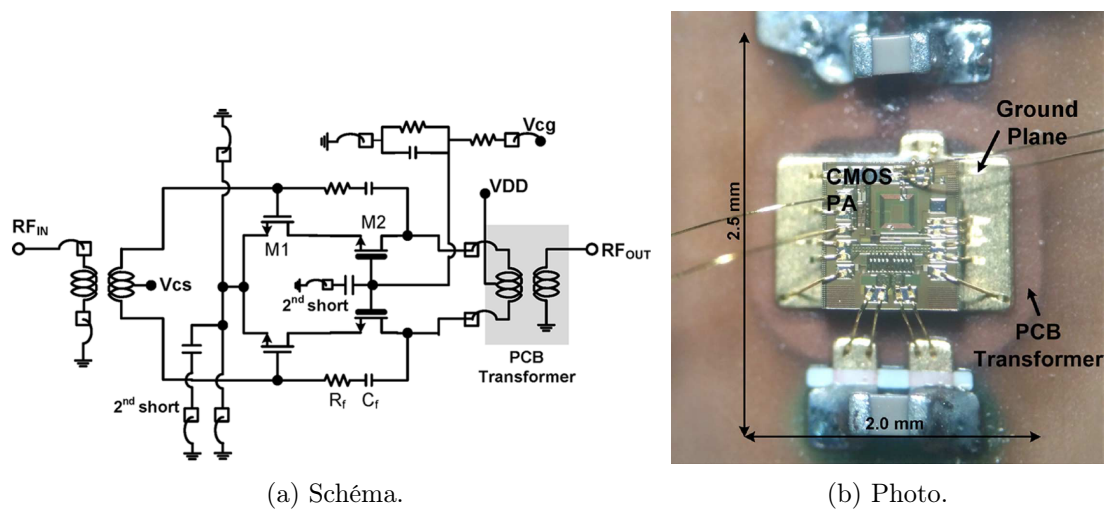 Vcg
VDD
M2
RF_IN
M1
RF_OUT
Vcs
2nd short
PCB
Transformer
2nd short
R_f
C_f
Ground
Plane
CMOS
PA
2.5 mm
PCB
Transformer
2.0 mm
(a) Schéma.
(b) Photo.